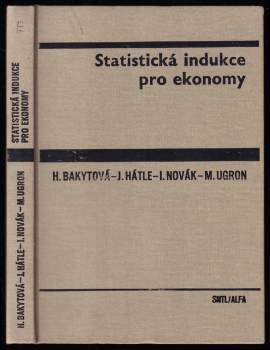 Statistická indukce
pro ekonomy
H. BAKYTOVÁ–J. HÁTLE–I. NOVÁK–M. UGRON
SNTL/ALFA
STATISTICKÁ INDUKCE
PRO EKONOMY
H. BAKYTOVÁ–J. HÁTLE–I. NOVÁK–M. UGRON